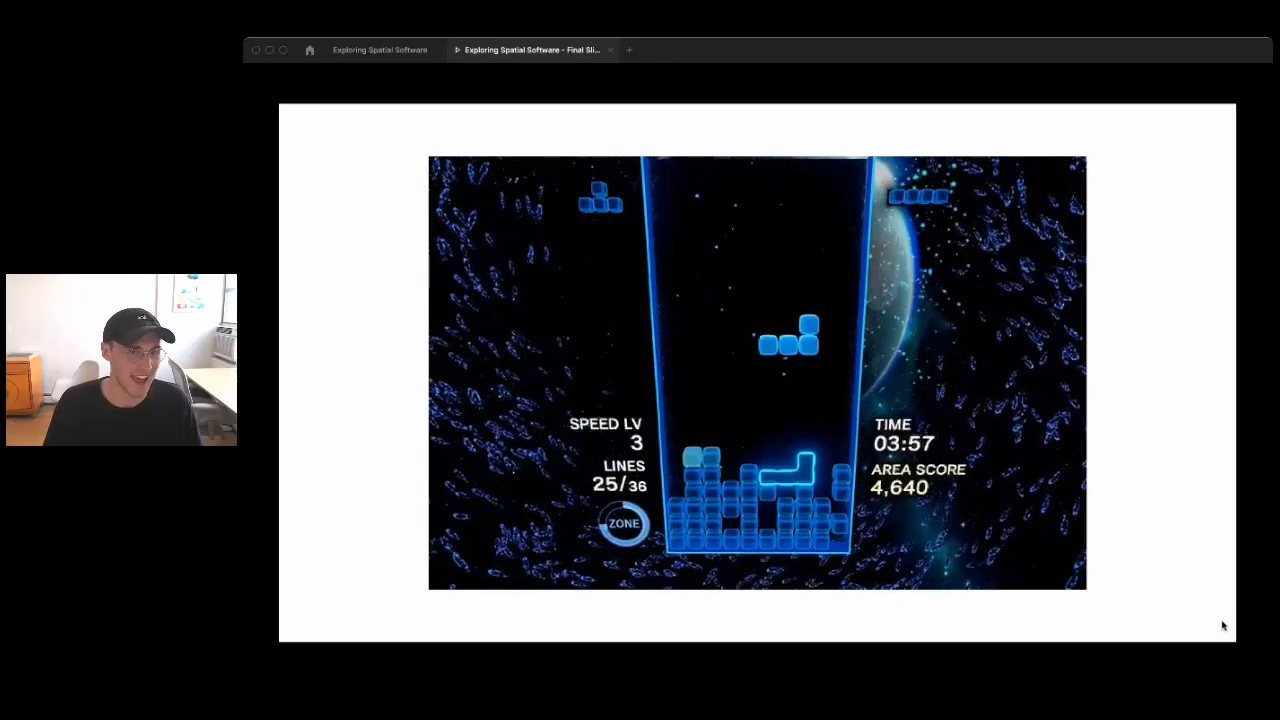 Exploring Spatial Software
Exploring Spatial Software - Final Sli...
SPEED LV
3
LINES
25/36
ZONE
TIME
03:57
AREA SCORE
4,640